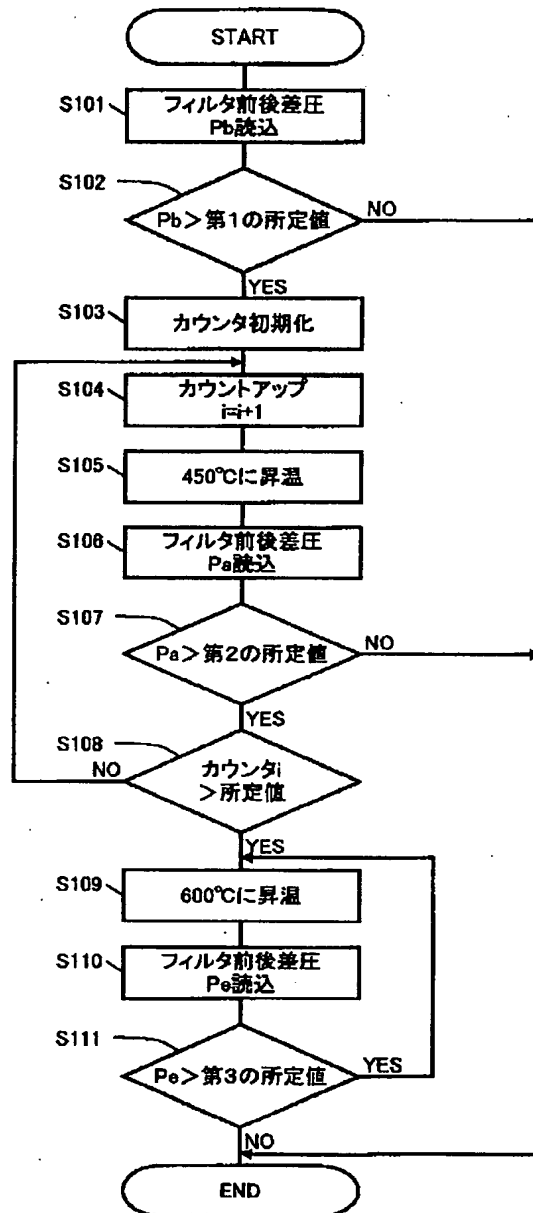 START
S101
フィルタ前後差圧
Pb読込
S102
Pb＞第1の所定値
NO
YES
S103
カウンタ初期化
S104
カウントアップ
i=i+1
S105
450℃に昇温
S106
フィルタ前後差圧
Pa読込
S107
Pa＞第2の所定値
NO
YES
S108
カウンタi
＞所定値
NO
YES
S109
600℃に昇温
S110
フィルタ前後差圧
Pe読込
S111
Pe＞第3の所定値
YES
NO
END